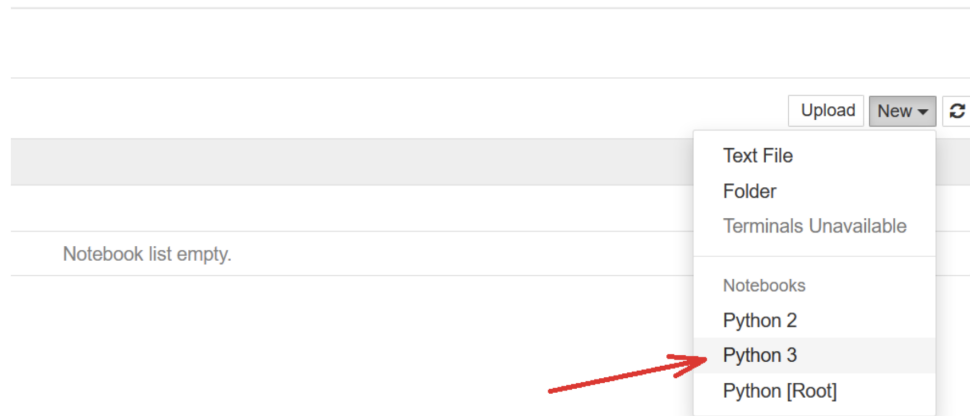 Upload New
Text File
Folder
Terminals Unavailable
Notebook list empty.
Notebooks
Python 2
Python 3
Python [Root]